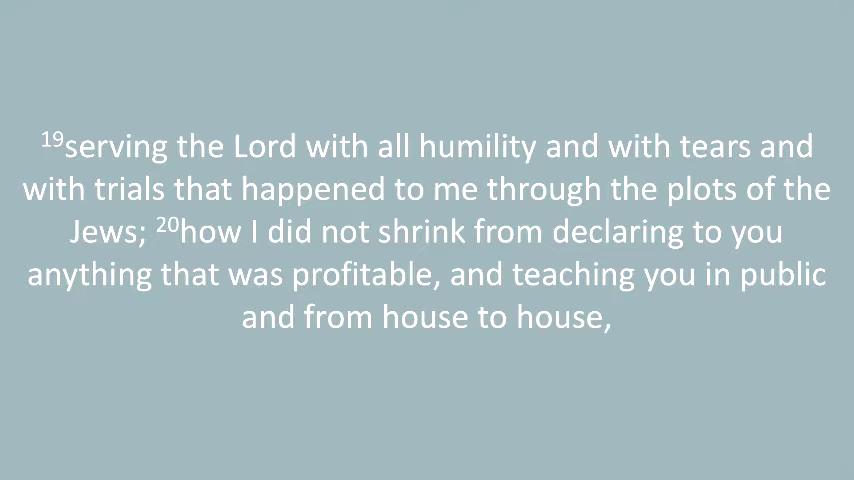 19serving the Lord with all humility and with tears and
with trials that happened to me through the plots of the
Jews; 20how I did not shrink from declaring to you
anything that was profitable, and teaching you in public
and from house to house,